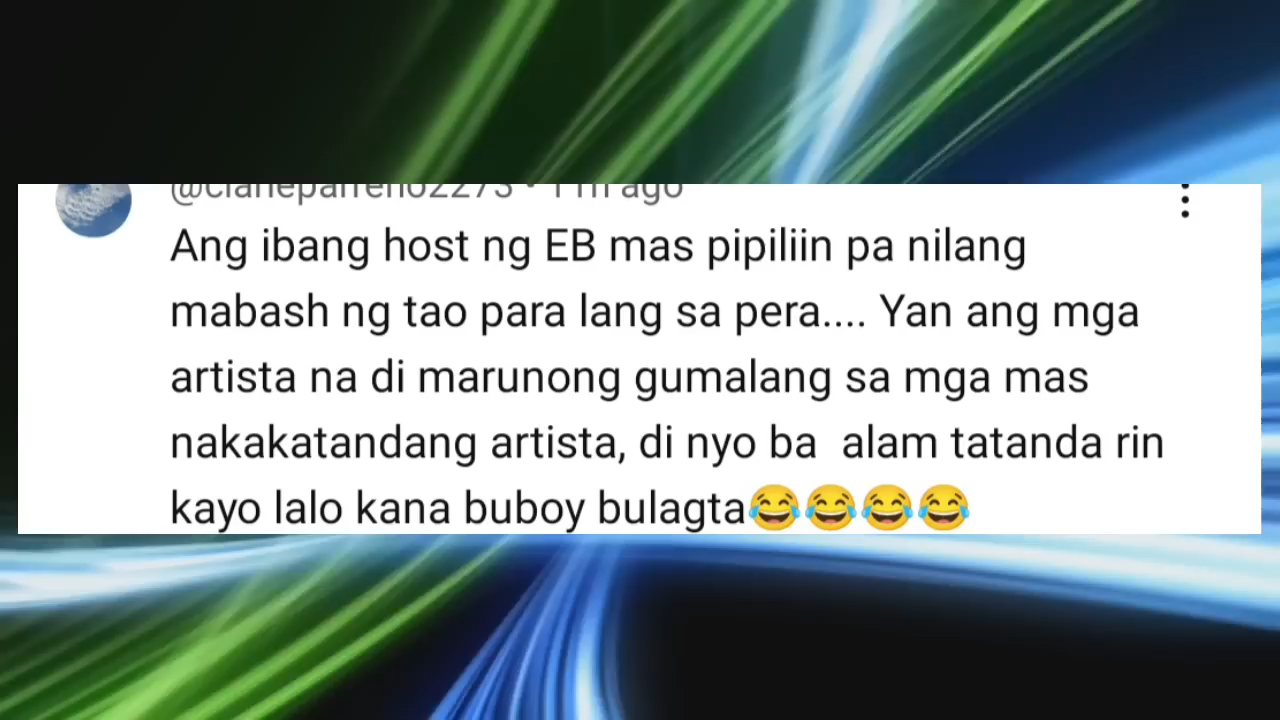 Ang ibang host ng EB mas pipiliin pa nilang
mabash ng tao para lang sa pera.... Yan ang mga
artista na di marunong gumalang sa mga mas
nakakatandang artista, di nyo ba  alam tatanda rin
kayo lalo kana buboy bulagta😂😂😂😂